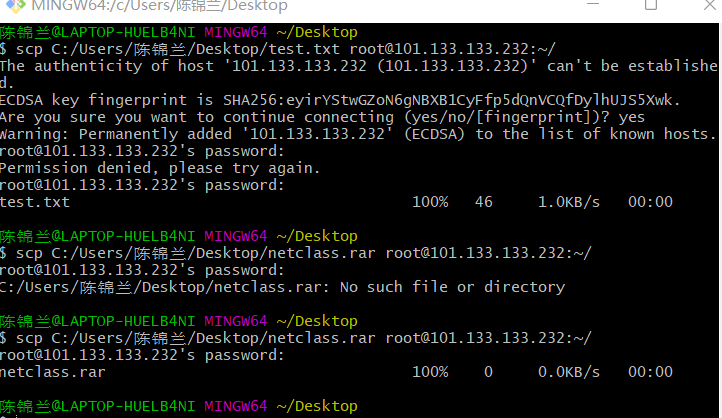 MINGW64:/c/Users/陈锦兰/Desktop
陈锦兰@LAPTOP-HUELB4NI MINGW64 ~/Desktop
$ scp C:/Users/陈锦兰/Desktop/test.txt root@101.133.133.232:~/
The authenticity of host '101.133.133.232 (101.133.133.232)' can't be establishe
d.
ECDSA key fingerprint is SHA256:eyirYStwGZoN6gNBXB1CyFfp5dQnVCQfDylhUJS5Xwk.
Are you sure you want to continue connecting (yes/no/[fingerprint])? yes
Warning: Permanently added '101.133.133.232' (ECDSA) to the list of known hosts.
root@101.133.133.232's password:
Permission denied, please try again.
root@101.133.133.232's password:
test.txt 100% 46 1.0KB/s 00:00
陈锦兰@LAPTOP-HUELB4NI MINGW64 ~/Desktop
$ scp C:/Users/陈锦兰/Desktop/netclass.rar root@101.133.133.232:~/
root@101.133.133.232's password:
C:/Users/陈锦兰/Desktop/netclass.rar: No such file or directory
陈锦兰@LAPTOP-HUELB4NI MINGW64 ~/Desktop
$ scp C:/Users/陈锦兰/Desktop/netclass.rar root@101.133.133.232:~/
root@101.133.133.232's password:
netclass.rar 100% 0 0.0KB/s 00:00
陈锦兰@LAPTOP-HUELB4NI MINGW64 ~/Desktop
$